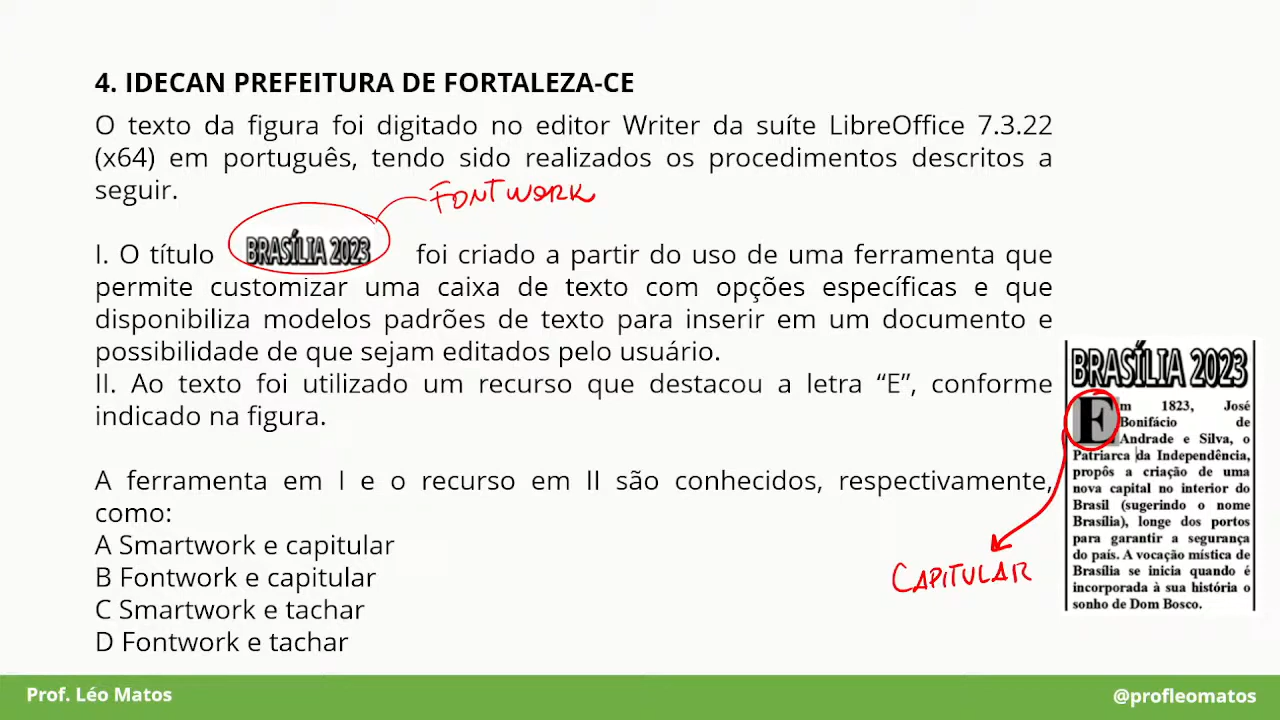 4. IDECAN PREFEITURA DE FORTALEZA-CE
O texto da figura foi digitado no editor Writer da suíte LibreOffice 7.3.22
(x64) em português, tendo sido realizados os procedimentos descritos a
seguir.
FONTWORK
I. O título BRASÍLIA 2023 foi criado a partir do uso de uma ferramenta que
permite customizar uma caixa de texto com opções específicas e que
disponibiliza modelos padrões de texto para inserir em um documento e
possibilidade de que sejam editados pelo usuário.
II. Ao texto foi utilizado um recurso que destacou a letra “E”, conforme
indicado na figura.
A ferramenta em I e o recurso em II são conhecidos, respectivamente,
como:
A Smartwork e capitular
B Fontwork e capitular
C Smartwork e tachar
D Fontwork e tachar
BRASÍLIA 2023
Em 1823, José
Bonifácio de
Andrade e Silva, o
Patriarca da Independência,
propôs a criação de uma
nova capital no interior do
Brasil (sugerindo o nome
Brasília), longe dos portos
para garantir a segurança
do país. A vocação mística de
Brasília se inicia quando é
incorporada à sua história o
sonho de Dom Bosco.
CAPITULAR
Prof. Léo Matos
@profleomatos